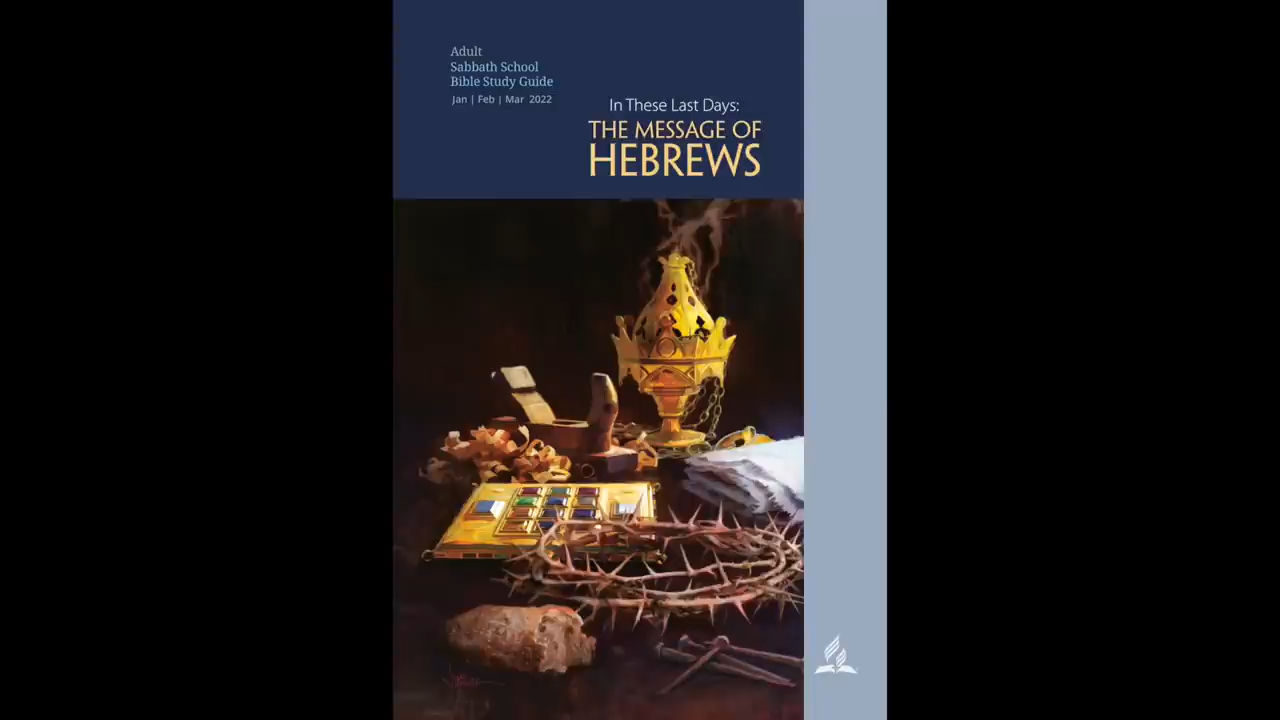 Adult
Sabbath School
Bible Study Guide
Jan | Feb | Mar 2022
In These Last Days:
THE MESSAGE OF
HEBREWS